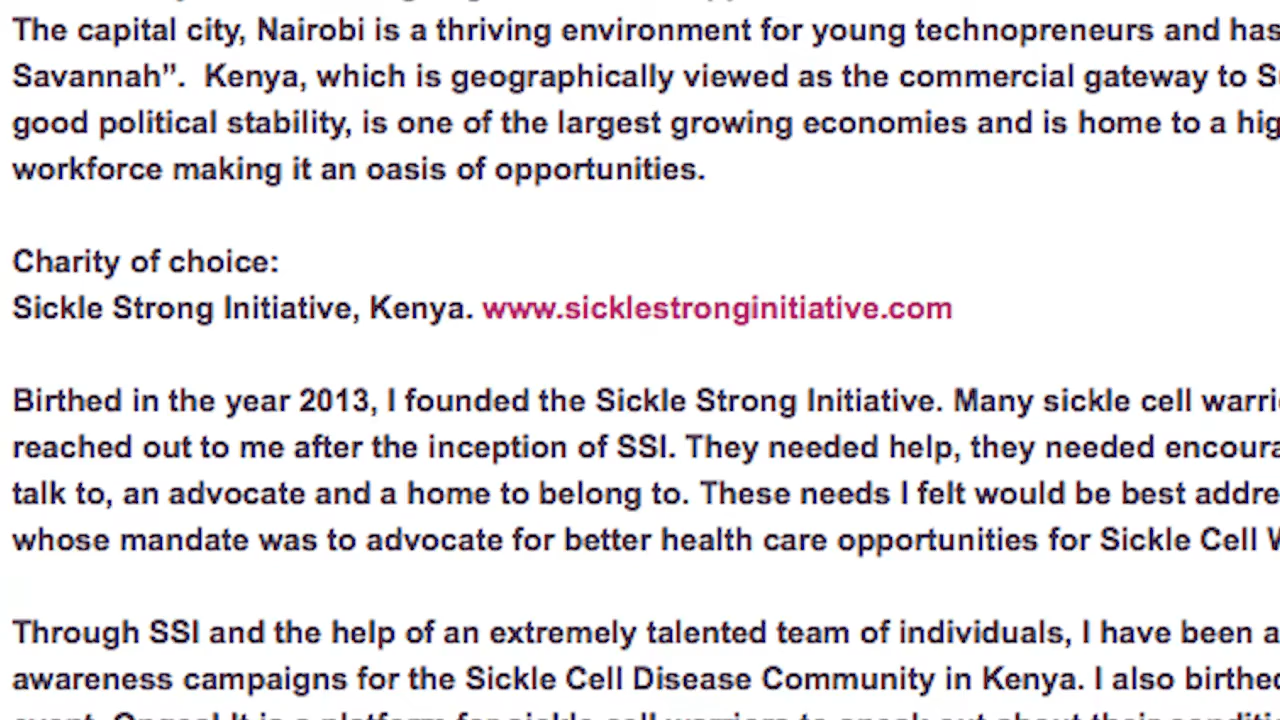 The capital city, Nairobi is a thriving environment for young technopreneurs and has
Savannah”. Kenya, which is geographically viewed as the commercial gateway to
good political stability, is one of the largest growing economies and is home to a
workforce making it an oasis of opportunities.
Charity of choice:
Sickle Strong Initiative, Kenya. www.sicklestronginitiative.com
Birthed in the year 2013, I founded the Sickle Strong Initiative. Many sickle cell
reached out to me after the inception of SSI. They needed help, they needed
talk to, an advocate and a home to belong to. These needs I felt would be best
whose mandate was to advocate for better health care opportunities for Sickle Cell
Through SSI and the help of an extremely talented team of individuals, I have been
awareness campaigns for the Sickle Cell Disease Community in Kenya. I also birthed